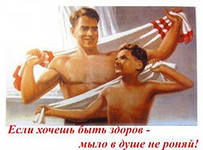 Если хочешь быть здоров -
мыло в душе не роняй!